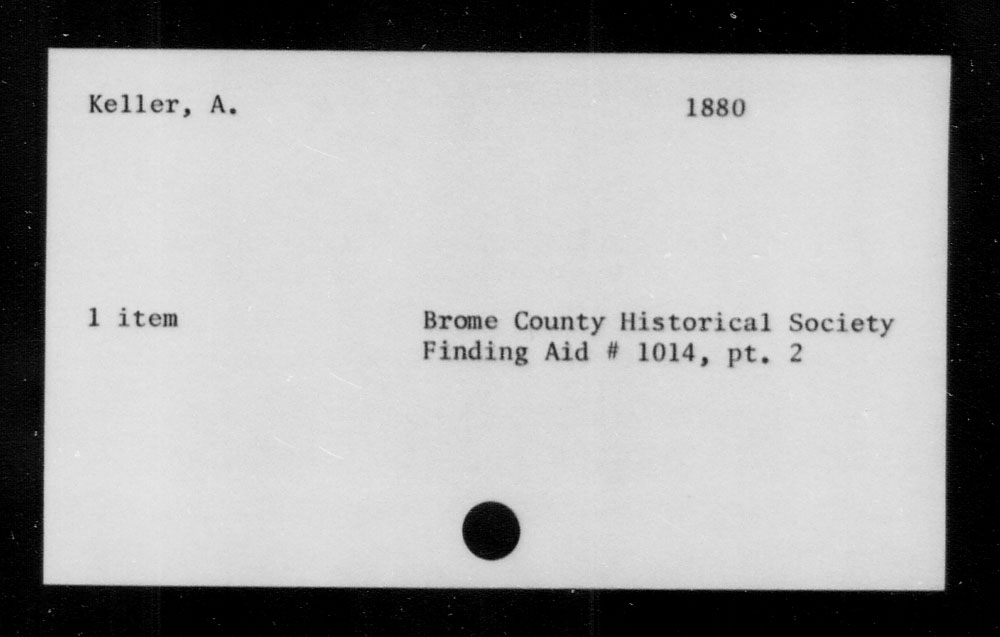 Keller, A. 1880
1 item Brome County Historical Society
Finding Aid # 1014, pt. 2